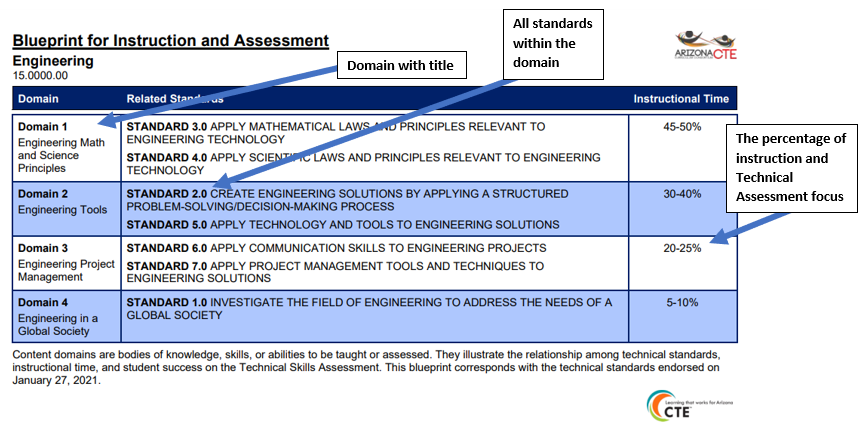 All standards
within the
domain
Blueprint for Instruction and Assessment
Engineering
15.0000.00
Domain with title
ARIZONACTE
Domain Related Standards Instructional Time
Domain 1
Engineering Math
and Science
Principles
STANDARD 3.0 APPLY MATHEMATICAL LAWS AND PRINCIPLES RELEVANT TO
ENGINEERING TECHNOLOGY
STANDARD 4.0 APPLY SCIENTIFIC LAWS AND PRINCIPLES RELEVANT TO ENGINEERING
TECHNOLOGY
45-50%
The percentage of
instruction and
Technical
Assessment focus
Domain 2
Engineering Tools
STANDARD 2.0 CREATE ENGINEERING SOLUTIONS BY APPLYING A STRUCTURED
PROBLEM-SOLVING/DECISION-MAKING PROCESS
STANDARD 5.0 APPLY TECHNOLOGY AND TOOLS TO ENGINEERING SOLUTIONS
30-40%
Domain 3
Engineering Project
Management
STANDARD 6.0 APPLY COMMUNICATION SKILLS TO ENGINEERING PROJECTS
STANDARD 7.0 APPLY PROJECT MANAGEMENT TOOLS AND TECHNIQUES TO
ENGINEERING SOLUTIONS
20-25%
Domain 4
Engineering in a
Global Society
STANDARD 1.0 INVESTIGATE THE FIELD OF ENGINEERING TO ADDRESS THE NEEDS OF A
GLOBAL SOCIETY
5-10%
Content domains are bodies of knowledge, skills, or abilities to be taught or assessed. They illustrate the relationship among technical standards,
instructional time, and student success on the Technical Skills Assessment. This blueprint corresponds with the technical standards endorsed on
January 27, 2021.
Learning that works for Arizona
CTE